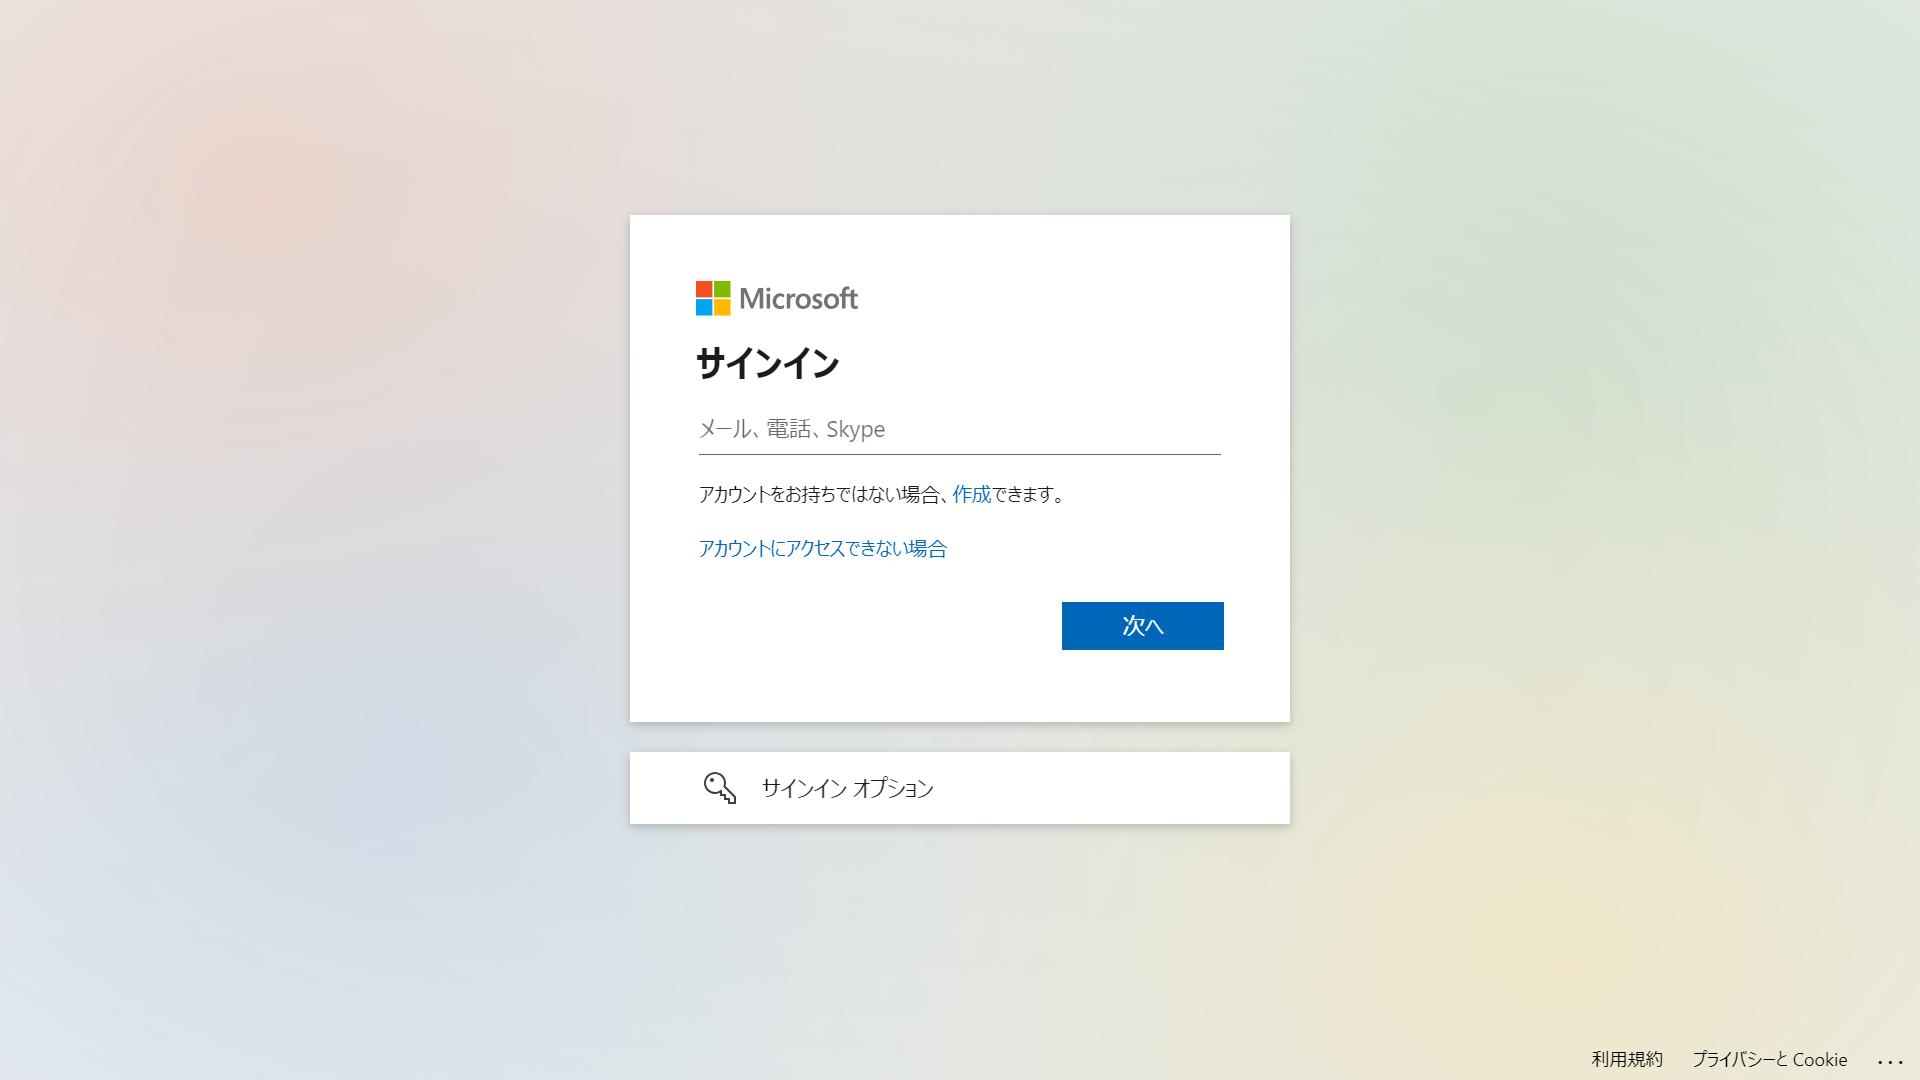 Microsoft
サインイン
メール、電話、Skype
アカウントをお持ちではない場合、作成できます。
アカウントにアクセスできない場合
次へ
サインイン オプション
利用規約 プライバシーと Cookie ...